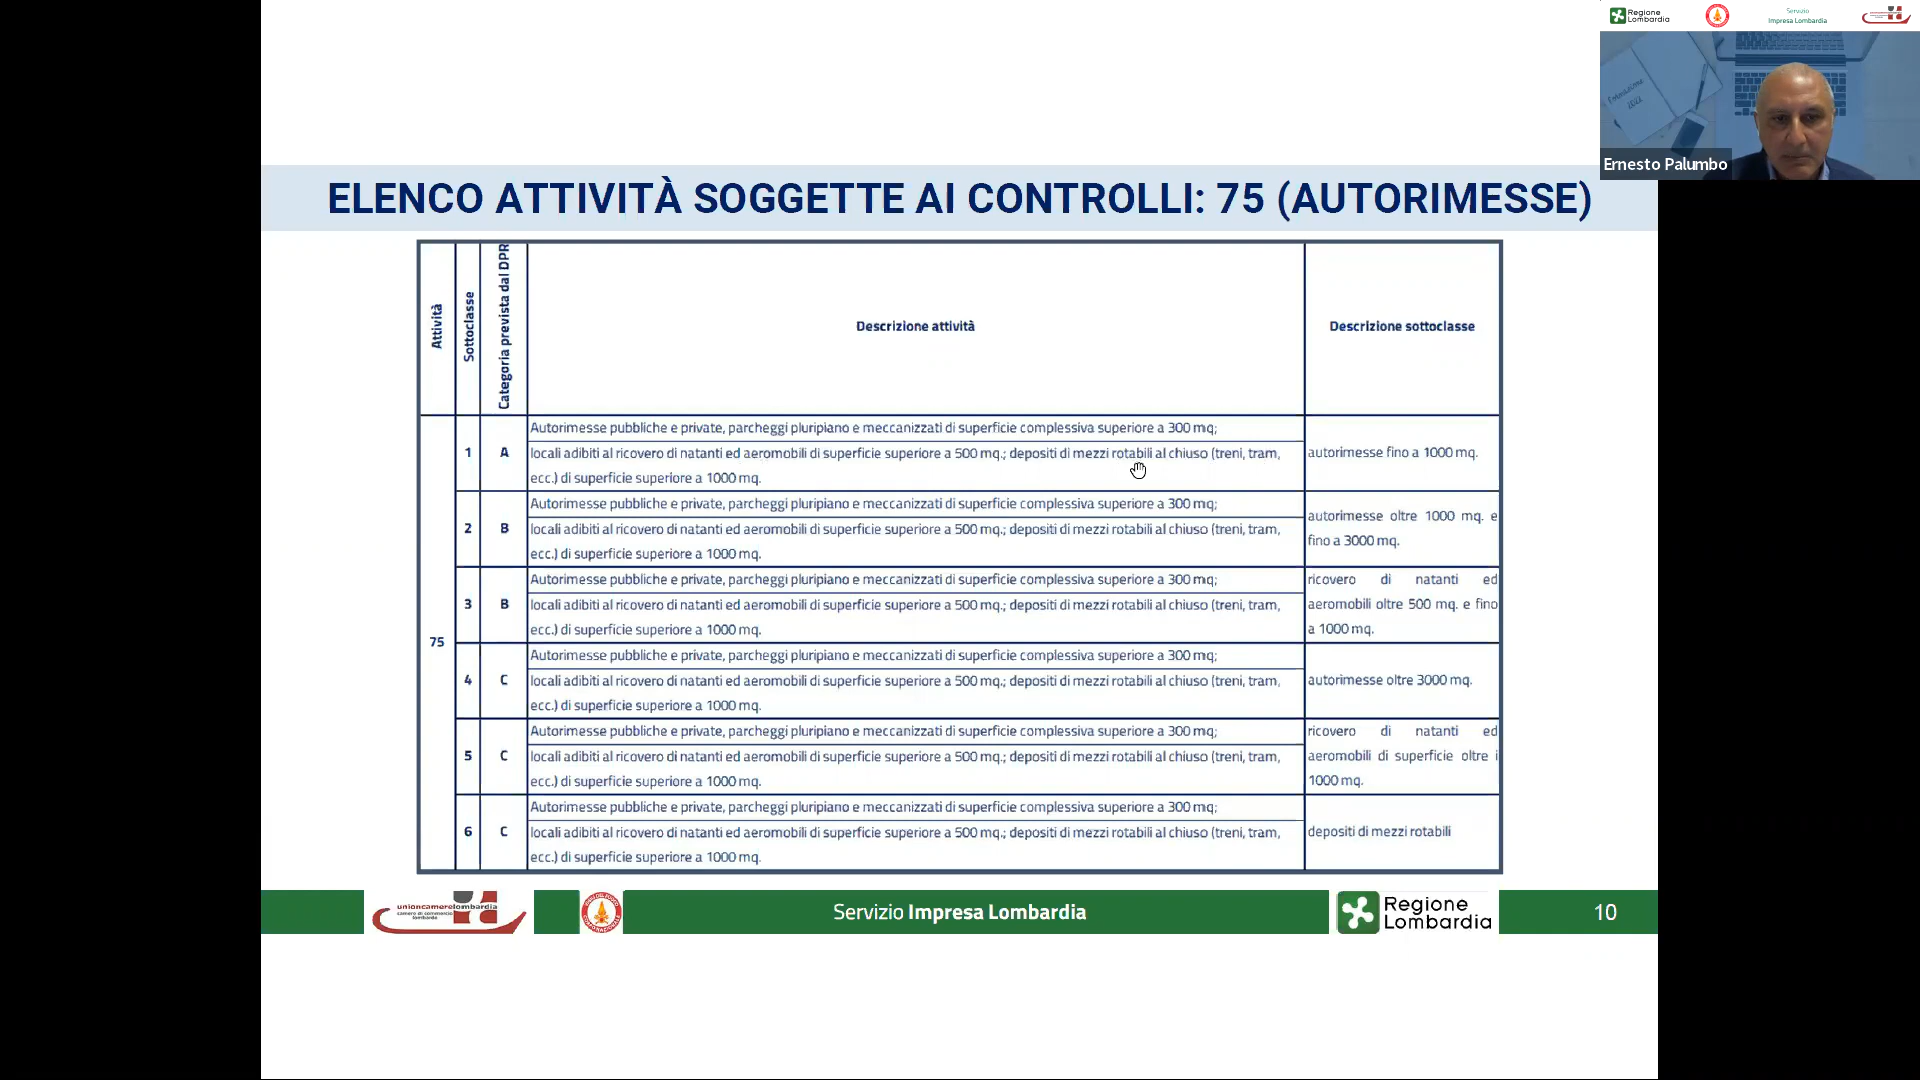 Regione
Lombardia
Servizio
Impresa Lombardia
Ernesto Palumbo
ELENCO ATTIVITÀ SOGGETTE AI CONTROLLI: 75 (AUTORIMESSE)
Attività
Sottoclasse
Categoria prevista dal DPR
Descrizione attività
Descrizione sottoclasse
75
1
A
Autorimesse pubbliche e private, parcheggi pluripiano e meccanizzati di superficie complessiva superiore a 300 mq;
locali adibiti al ricovero di natanti ed aeromobili di superficie superiore a 500 mq.; depositi di mezzi rotabili al chiuso (treni, tram,
ecc.) di superficie superiore a 1000 mq.
autorimesse fino a 1000 mq.
2
B
Autorimesse pubbliche e private, parcheggi pluripiano e meccanizzati di superficie complessiva superiore a 300 mq;
locali adibiti al ricovero di natanti ed aeromobili di superficie superiore a 500 mq.; depositi di mezzi rotabili al chiuso (treni, tram,
ecc.) di superficie superiore a 1000 mq.
autorimesse oltre 1000 mq. e
fino a 3000 mq.
3
B
Autorimesse pubbliche e private, parcheggi pluripiano e meccanizzati di superficie complessiva superiore a 300 mq;
locali adibiti al ricovero di natanti ed aeromobili di superficie superiore a 500 mq.; depositi di mezzi rotabili al chiuso (treni, tram,
ecc.) di superficie superiore a 1000 mq.
ricovero di natanti ed
aeromobili oltre 500 mq. e fino
a 1000 mq.
4
C
Autorimesse pubbliche e private, parcheggi pluripiano e meccanizzati di superficie complessiva superiore a 300 mq;
locali adibiti al ricovero di natanti ed aeromobili di superficie superiore a 500 mq.; depositi di mezzi rotabili al chiuso (treni, tram,
ecc.) di superficie superiore a 1000 mq.
autorimesse oltre 3000 mq.
5
C
Autorimesse pubbliche e private, parcheggi pluripiano e meccanizzati di superficie complessiva superiore a 300 mq;
locali adibiti al ricovero di natanti ed aeromobili di superficie superiore a 500 mq.; depositi di mezzi rotabili al chiuso (treni, tram,
ecc.) di superficie superiore a 1000 mq.
ricovero di natanti ed
aeromobili di superficie oltre i
1000 mq.
6
C
Autorimesse pubbliche e private, parcheggi pluripiano e meccanizzati di superficie complessiva superiore a 300 mq;
locali adibiti al ricovero di natanti ed aeromobili di superficie superiore a 500 mq.; depositi di mezzi rotabili al chiuso (treni, tram,
ecc.) di superficie superiore a 1000 mq.
depositi di mezzi rotabili
unioncamerelombardia
camere di commercio
lombarde
Servizio Impresa Lombardia
Regione
Lombardia
10